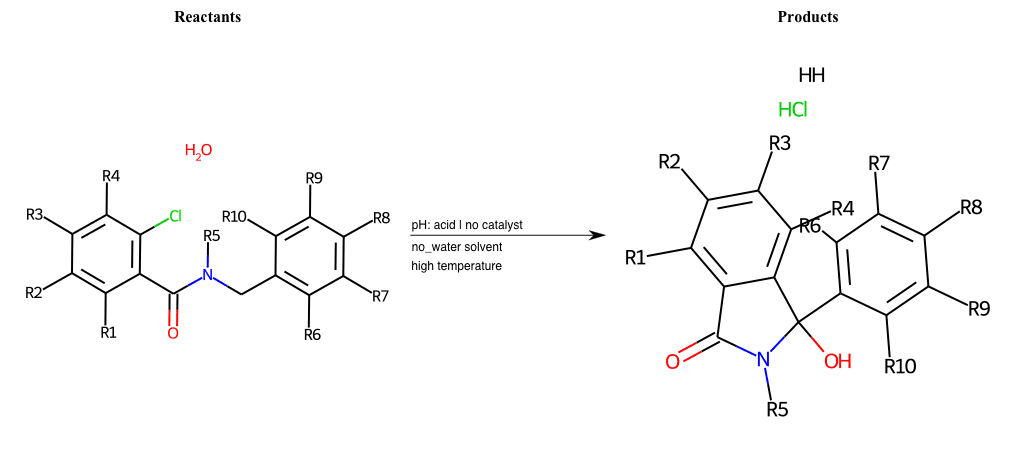 Reactants
Products
HH
HCl
H2O
R4
R3
Cl
R5
R2
R1
O
N
R9
R10
R8
R7
R6
pH: acid | no catalyst
no_water solvent
high temperature
R3
R2
R7
R4
R6
R8
R1
R9
O
N
OH
R10
R5